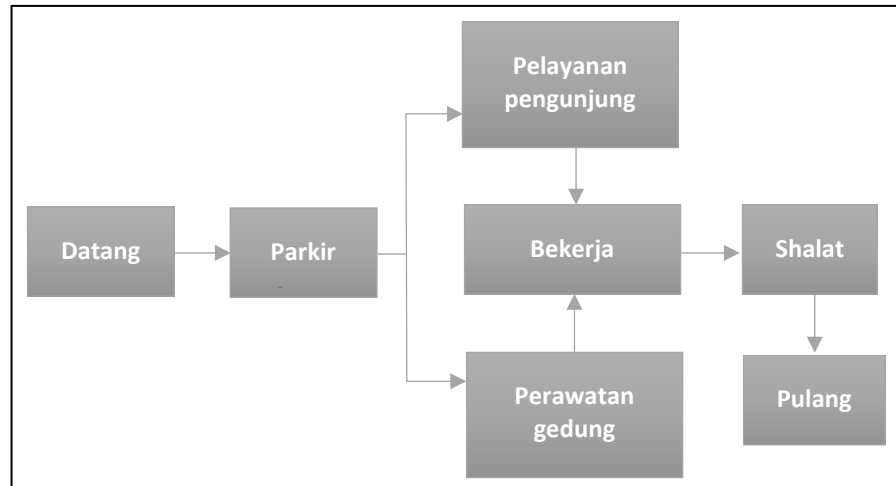 Pelayanan
pengunjung
Datang
Parkir
-
Bekerja
Shalat
Perawatan
gedung
Pulang